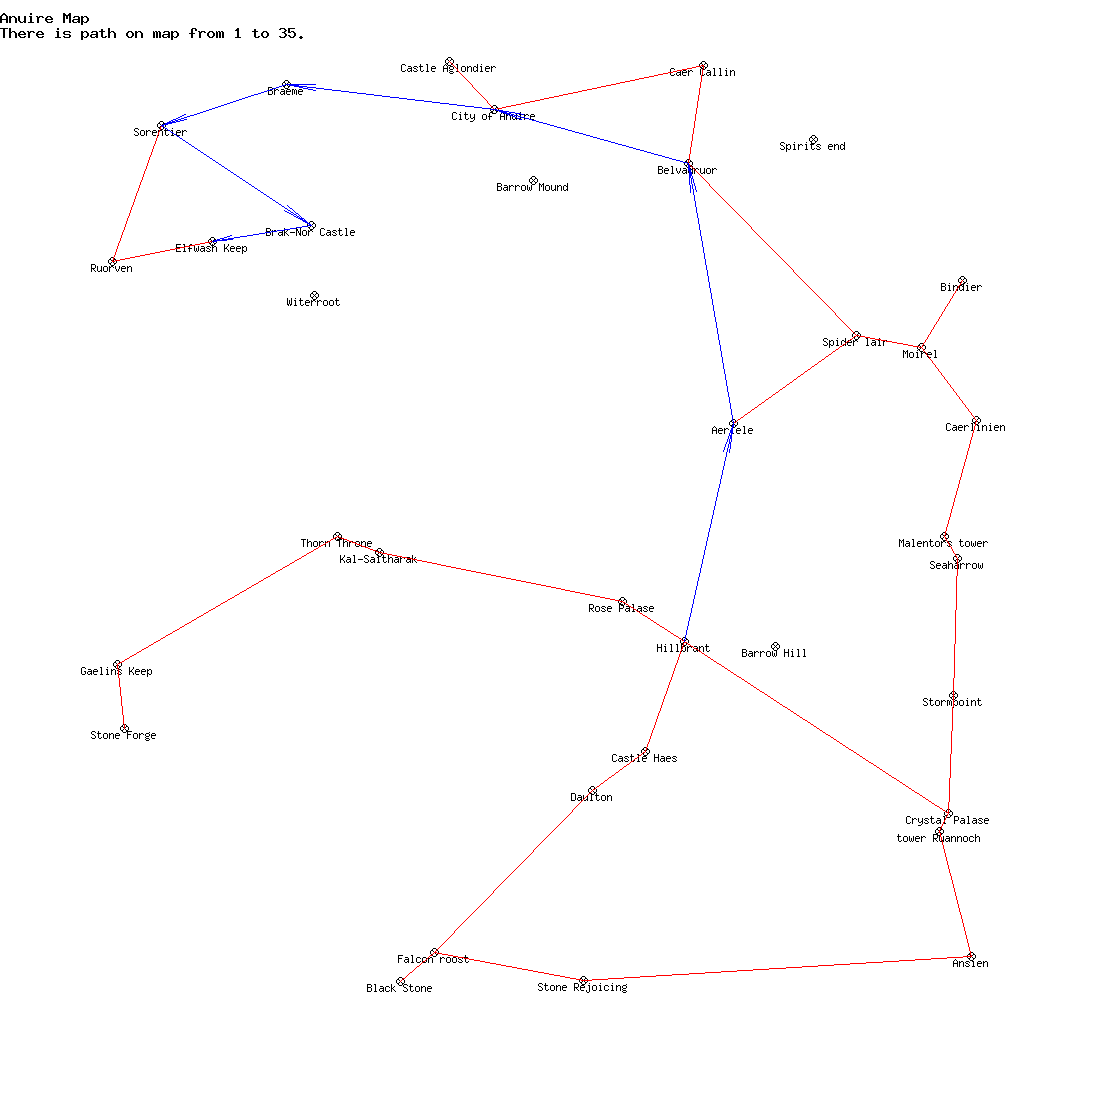 Anuire Map
There is path on map from 1 to 35.
Castle Aglondier
Caer Callin
Braeme
City of Anuire
Sorentier
Spirits end
Belvaeruor
Barrow Mound
Brak-Nor Castle
Elfwash Keep
Ruorven
Bindier
Witerroot
Spider lair
Moirel
Caerlinien
Aerlele
Thorn Throne
Malentors tower
Kal-Saltharak
Seaharrow
Rose Palase
Hillbrant
Barrow Hill
Gaelins Keep
Stormpoint
Stone Forge
Castle Haes
Daulton
Crystal Palase
tower Ruannoch
Falcon roost
Ansien
Black Stone
Stone Rejoicing